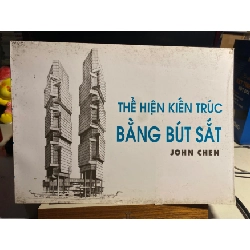 THỂ HIỆN KIẾN TRÚC
BẰNG BÚT SẮT
JOHN CHEN